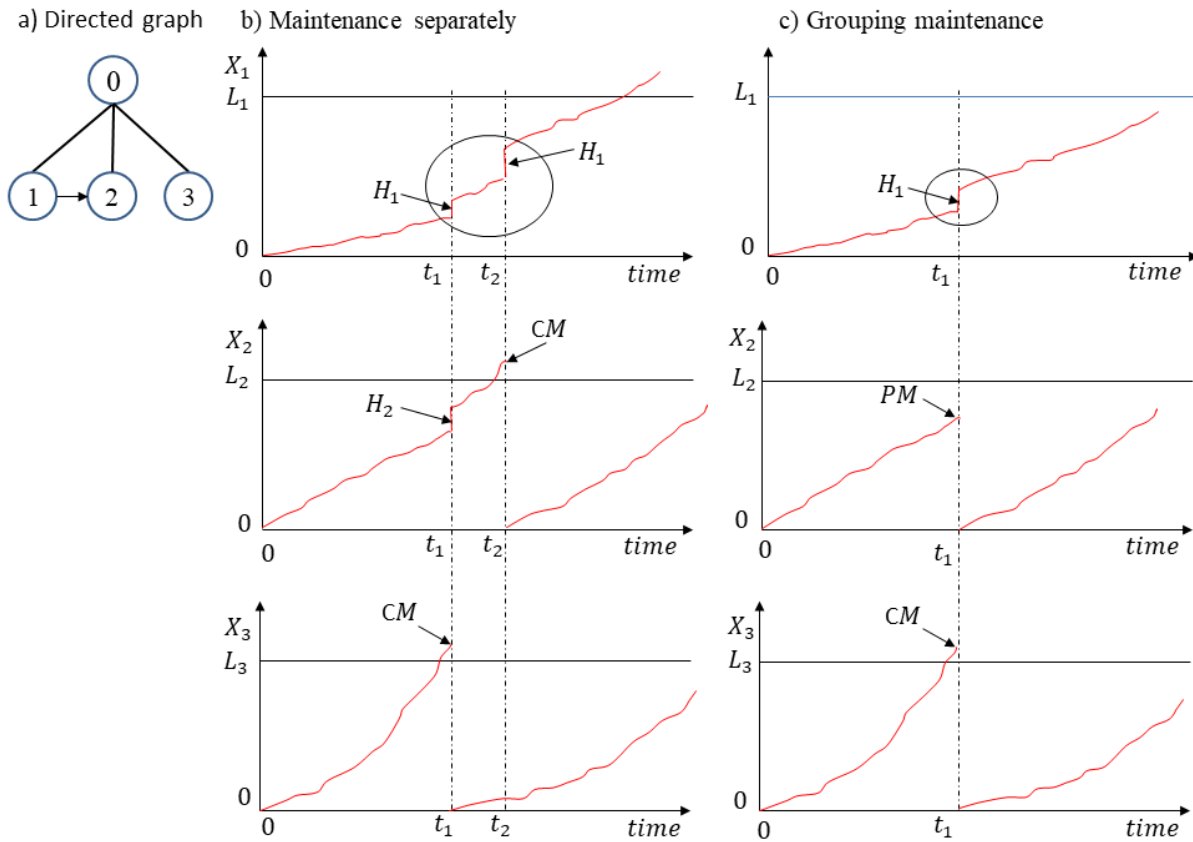 a) Directed graph
0
1 2 3
b) Maintenance separately
X₁
L₁
H₁
H₁
0
0
t₁
t₂
time
X₂
L₂
CM
H₂
0
0
t₁
t₂
time
X₃
L₃
CM
0
0
t₁
t₂
time
c) Grouping maintenance
L₁
H₁
0
0
t₁
time
X₂
L₂
PM
0
0
t₁
time
X₃
L₃
CM
0
0
t₁
time